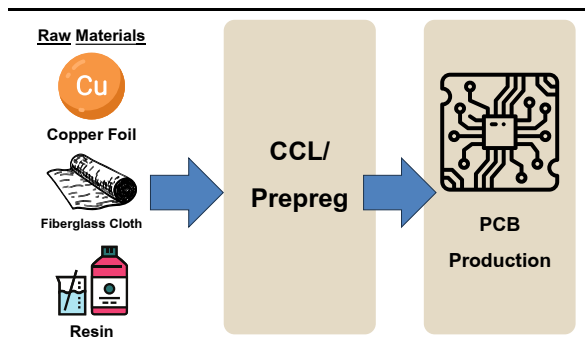 Raw Materials
Cu
Copper Foil
Fiberglass Cloth
Resin
CCL/
Prepreg
PCB
Production